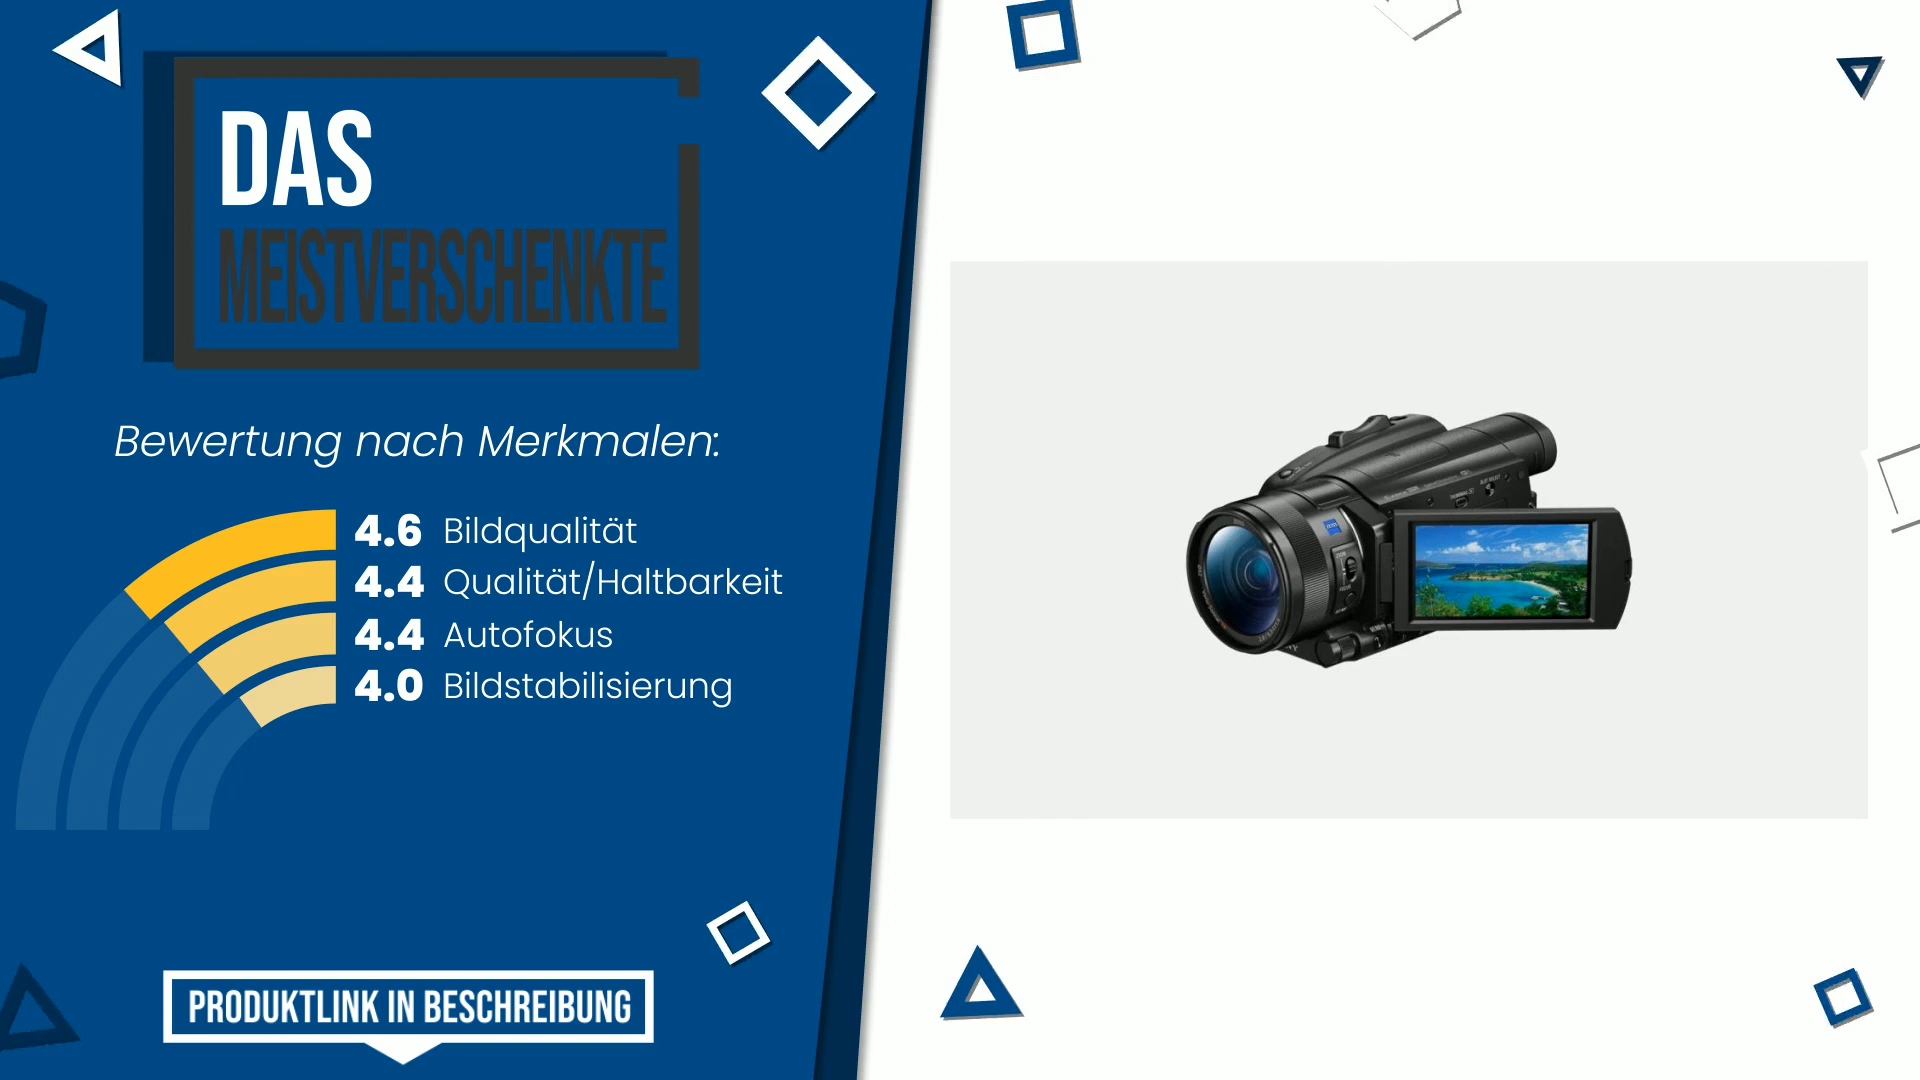 DAS
MEISTVERSCHENKTE
Bewertung nach Merkmalen:
4.6 Bildqualität
4.4 Qualität/Haltbarkeit
4.4 Autofokus
4.0 Bildstabilisierung
PRODUKTLINK IN BESCHREIBUNG